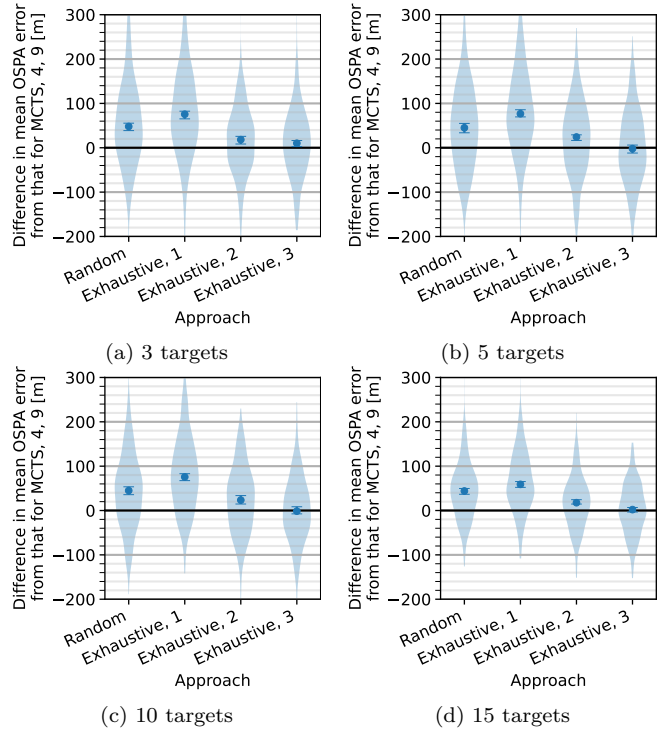 Difference in mean OSPA error
from that for MCTS, 4, 9 [m]
300
200
100
0
−100
−200
Random
Exhaustive, 1
Exhaustive, 2
Exhaustive, 3
Approach
(a) 3 targets
Difference in mean OSPA error
from that for MCTS, 4, 9 [m]
300
200
100
0
−100
−200
Random
Exhaustive, 1
Exhaustive, 2
Exhaustive, 3
Approach
(b) 5 targets
Difference in mean OSPA error
from that for MCTS, 4, 9 [m]
300
200
100
0
−100
−200
Random
Exhaustive, 1
Exhaustive, 2
Exhaustive, 3
Approach
(c) 10 targets
Difference in mean OSPA error
from that for MCTS, 4, 9 [m]
300
200
100
0
−100
−200
Random
Exhaustive, 1
Exhaustive, 2
Exhaustive, 3
Approach
(d) 15 targets